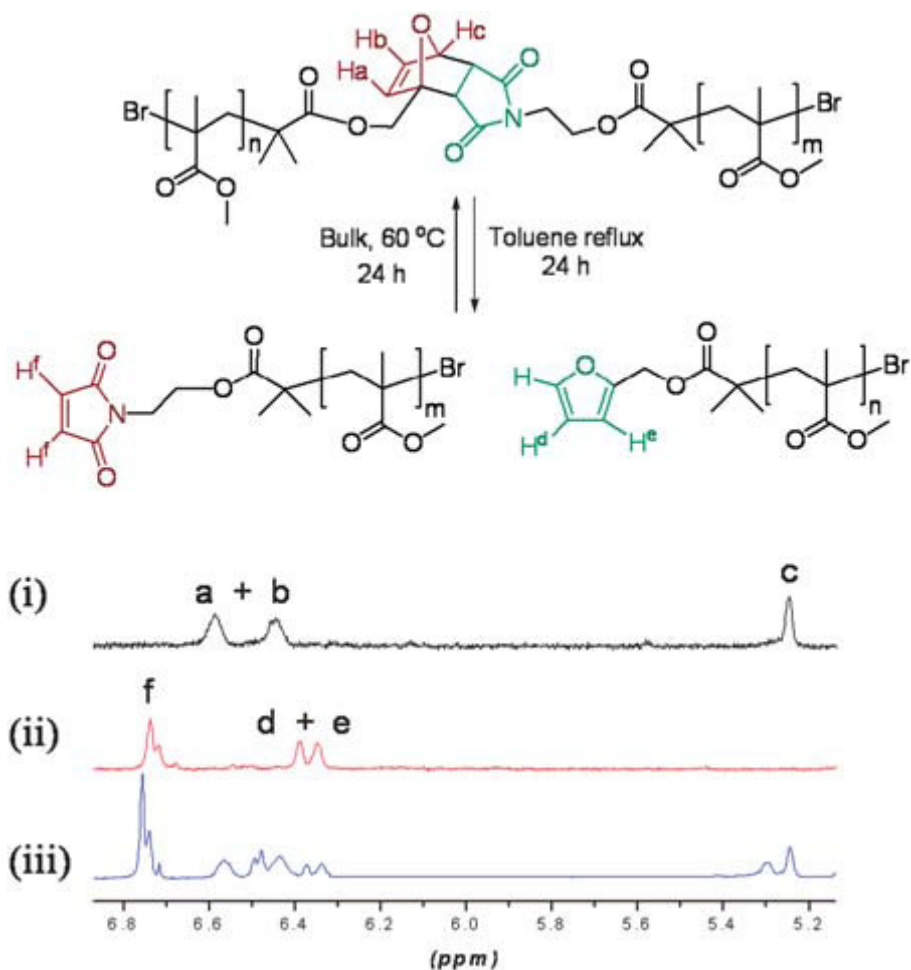 O Hc
Hb
Ha O
Br O N O Br
n O O O m
O O
O O
Bulk, 60 °C Toluene reflux
24 h 24 h
O O O Br
Hf O H O O Br
N m n
Hf O O Hd He O
O O
(i) a + b c
(ii) f d + e
(iii)
6.8 6.6 6.4 6.2 6.0 5.8 5.6 5.4 5.2
(ppm)